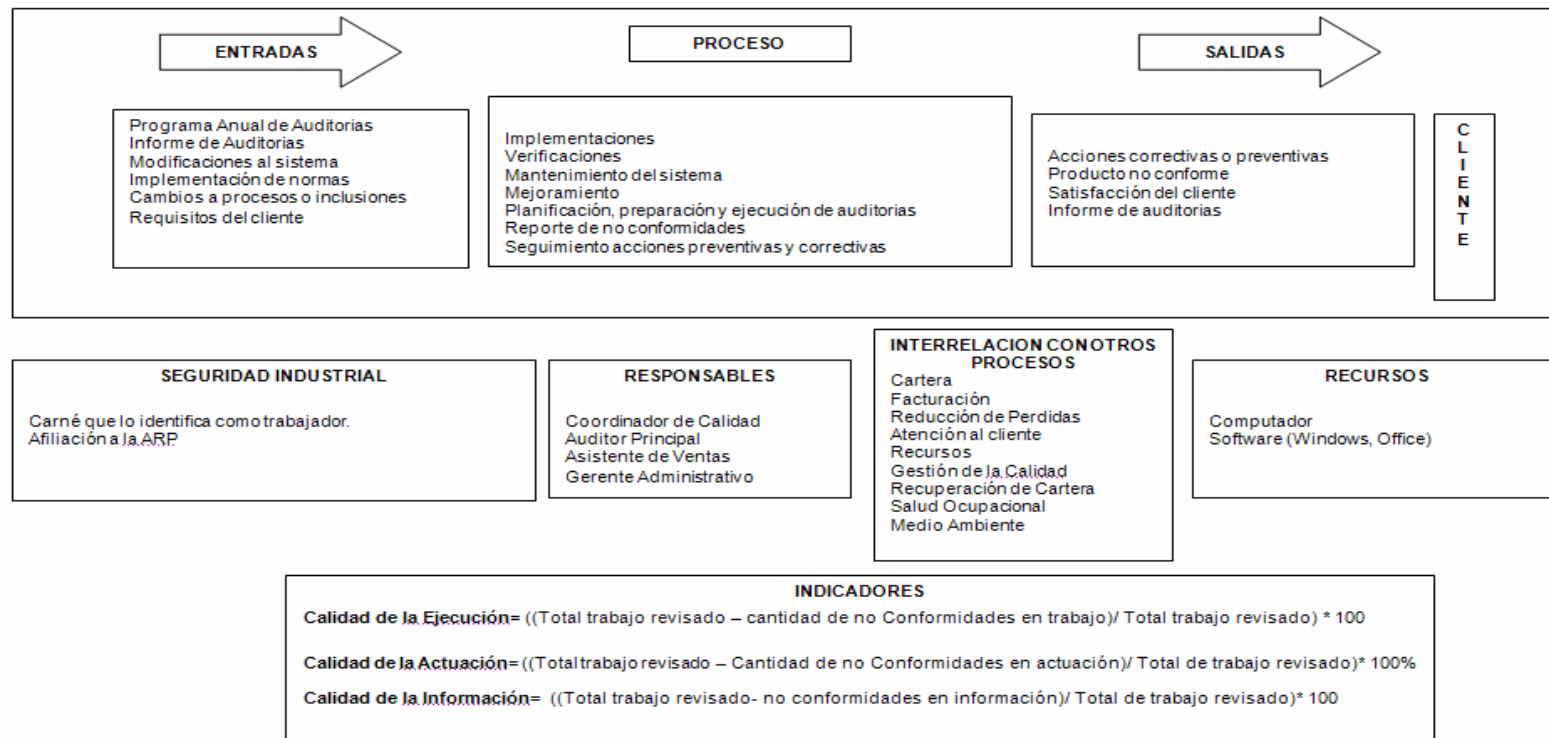 ENTRADAS
PROCESO
SALIDAS
Programa Anual de Auditorias
Informe de Auditorias
Modificaciones al sistema
Implementación de normas
Cambios a procesos o inclusiones
Requisitos del cliente
Implementaciones
Verificaciones
Mantenimiento del sistema
Mejoramiento
Planificación, preparación y ejecución de auditorias
Reporte de no conformidades
Seguimiento acciones preventivas y correctivas
Acciones correctivas o preventivas
Producto no conforme
Satisfacción del cliente
Informe de auditorias
CLIENTE
SEGURIDAD INDUSTRIAL
Carné que lo identifica como trabajador.
Afiliación a la ARP
RESPONSABLES
Coordinador de Calidad
Auditor Principal
Asistente de Ventas
Gerente Administrativo
INTERRELACION CON OTROS
PROCESOS
Cartera
Facturación
Reducción de Perdidas
Atención al cliente
Recursos
Gestión de la Calidad
Recuperación de Cartera
Salud Ocupacional
Medio Ambiente
RECURSOS
Computador
Software (Windows, Office)
INDICADORES
Calidad de la Ejecución= ((Total trabajo revisado – cantidad de no Conformidades en trabajo)/ Total trabajo revisado) * 100
Calidad de la Actuación= ((Total trabajo revisado – Cantidad de no Conformidades en actuación)/ Total de trabajo revisado)* 100%
Calidad de la Información= ((Total trabajo revisado- no conformidades en información)/ Total de trabajo revisado)* 100